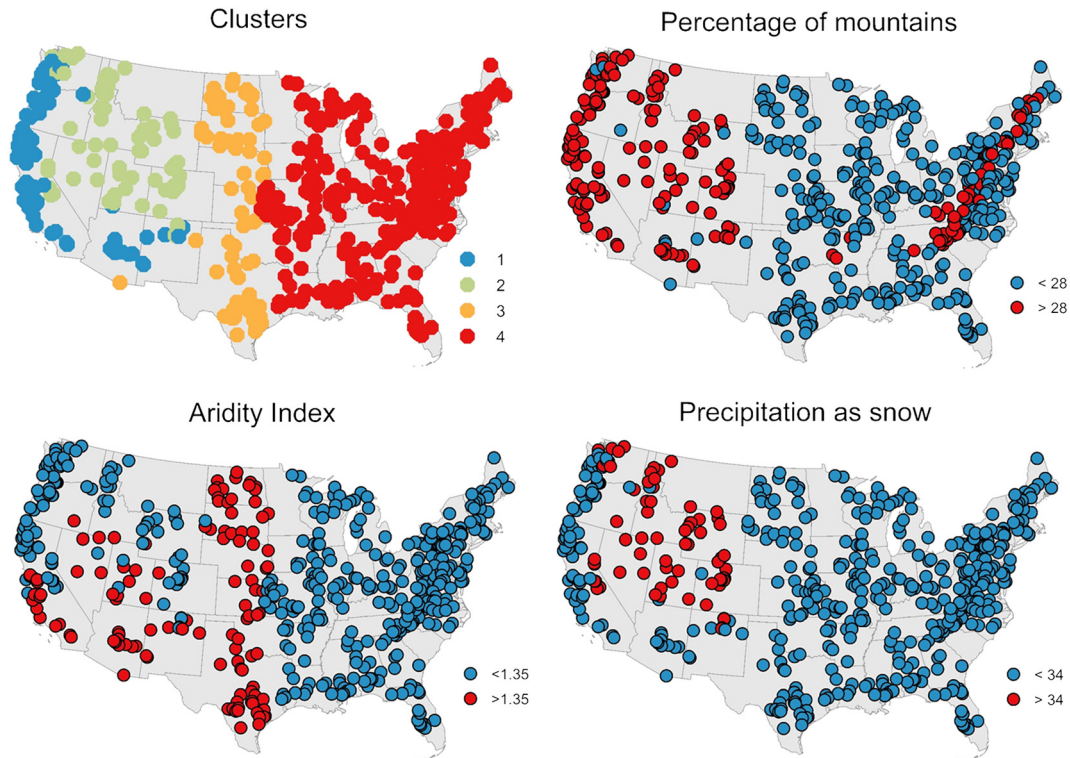 Clusters
1
2
3
4
Percentage of mountains
< 28
> 28
Aridity Index
<1.35
>1.35
Precipitation as snow
< 34
> 34